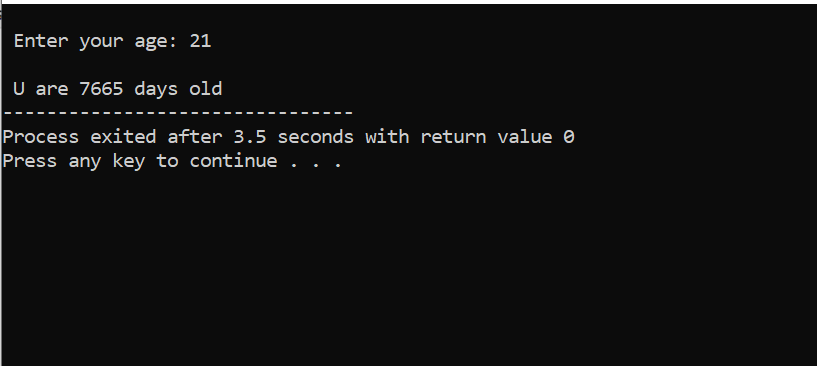 Enter your age: 21
U are 7665 days old
--------------------------------
Process exited after 3.5 seconds with return value 0
Press any key to continue . . .